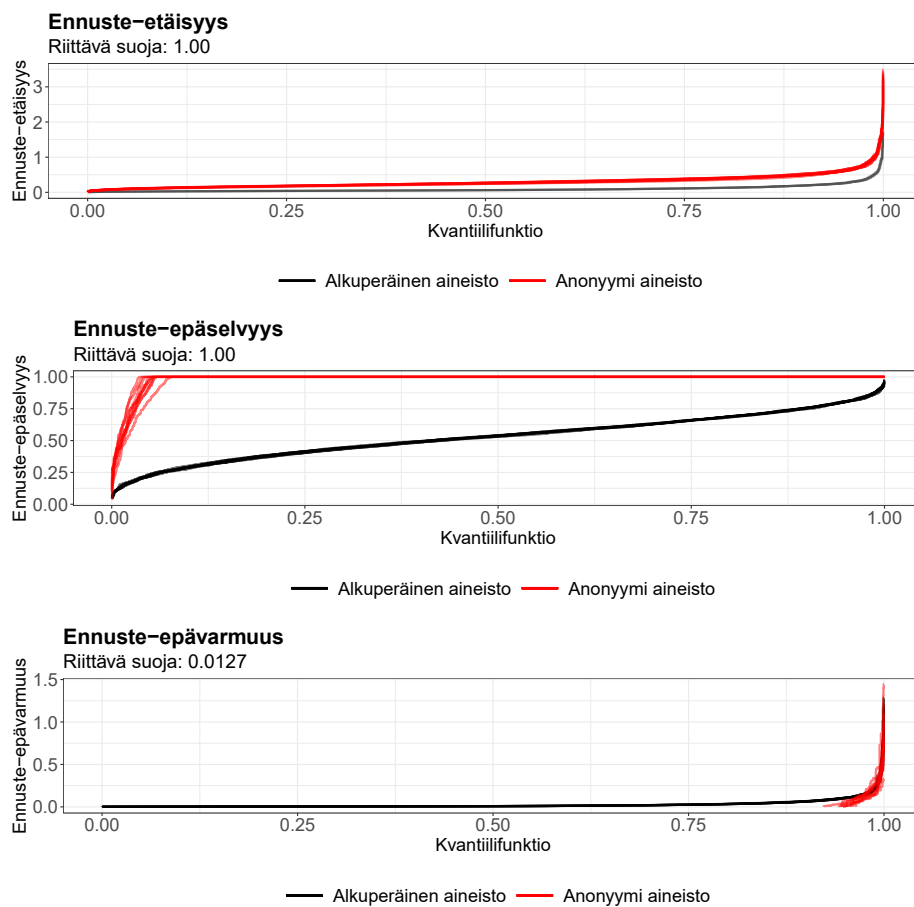 Ennuste−etäisyys
Riittävä suoja: 1.00
Ennuste−etäisyys
3
2
1
0
0.00 0.25 0.50 0.75 1.00
Kvantiilifunktio
Alkuperäinen aineisto Anonyymi aineisto
Ennuste−epäselvyys
Riittävä suoja: 1.00
Ennuste−epäselvyys
1.00
0.75
0.50
0.25
0.00
0.00 0.25 0.50 0.75 1.00
Kvantiilifunktio
Alkuperäinen aineisto Anonyymi aineisto
Ennuste−epävarmuus
Riittävä suoja: 0.0127
Ennuste−epävarmuus
1.5
1.0
0.5
0.0
0.00 0.25 0.50 0.75 1.00
Kvantiilifunktio
Alkuperäinen aineisto Anonyymi aineisto